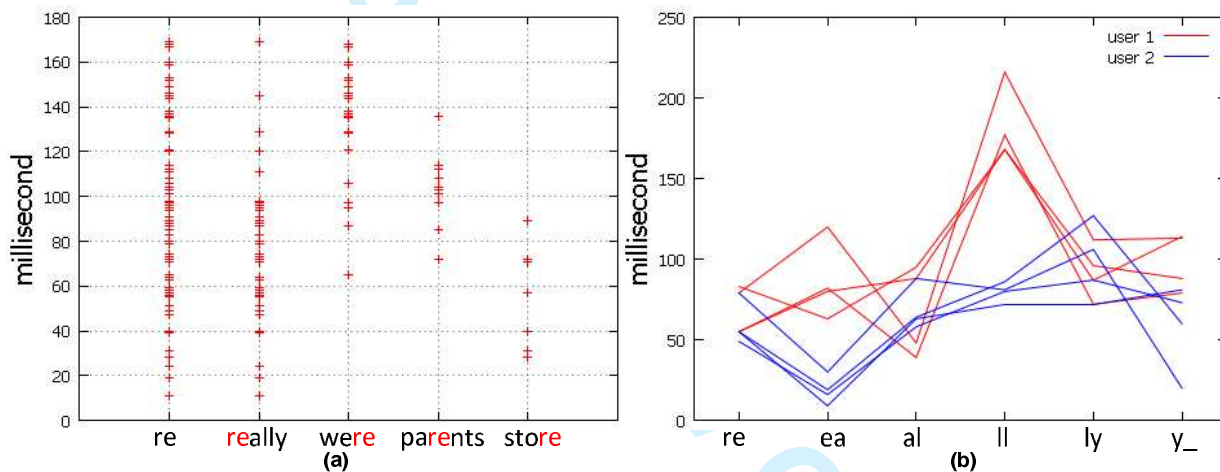 180
160
140
120
100
80
60
40
20
0
millisecond
re really were parents store
(a)
250
200
150
100
50
0
millisecond
user 1
user 2
re ea al ll ly y_
(b)